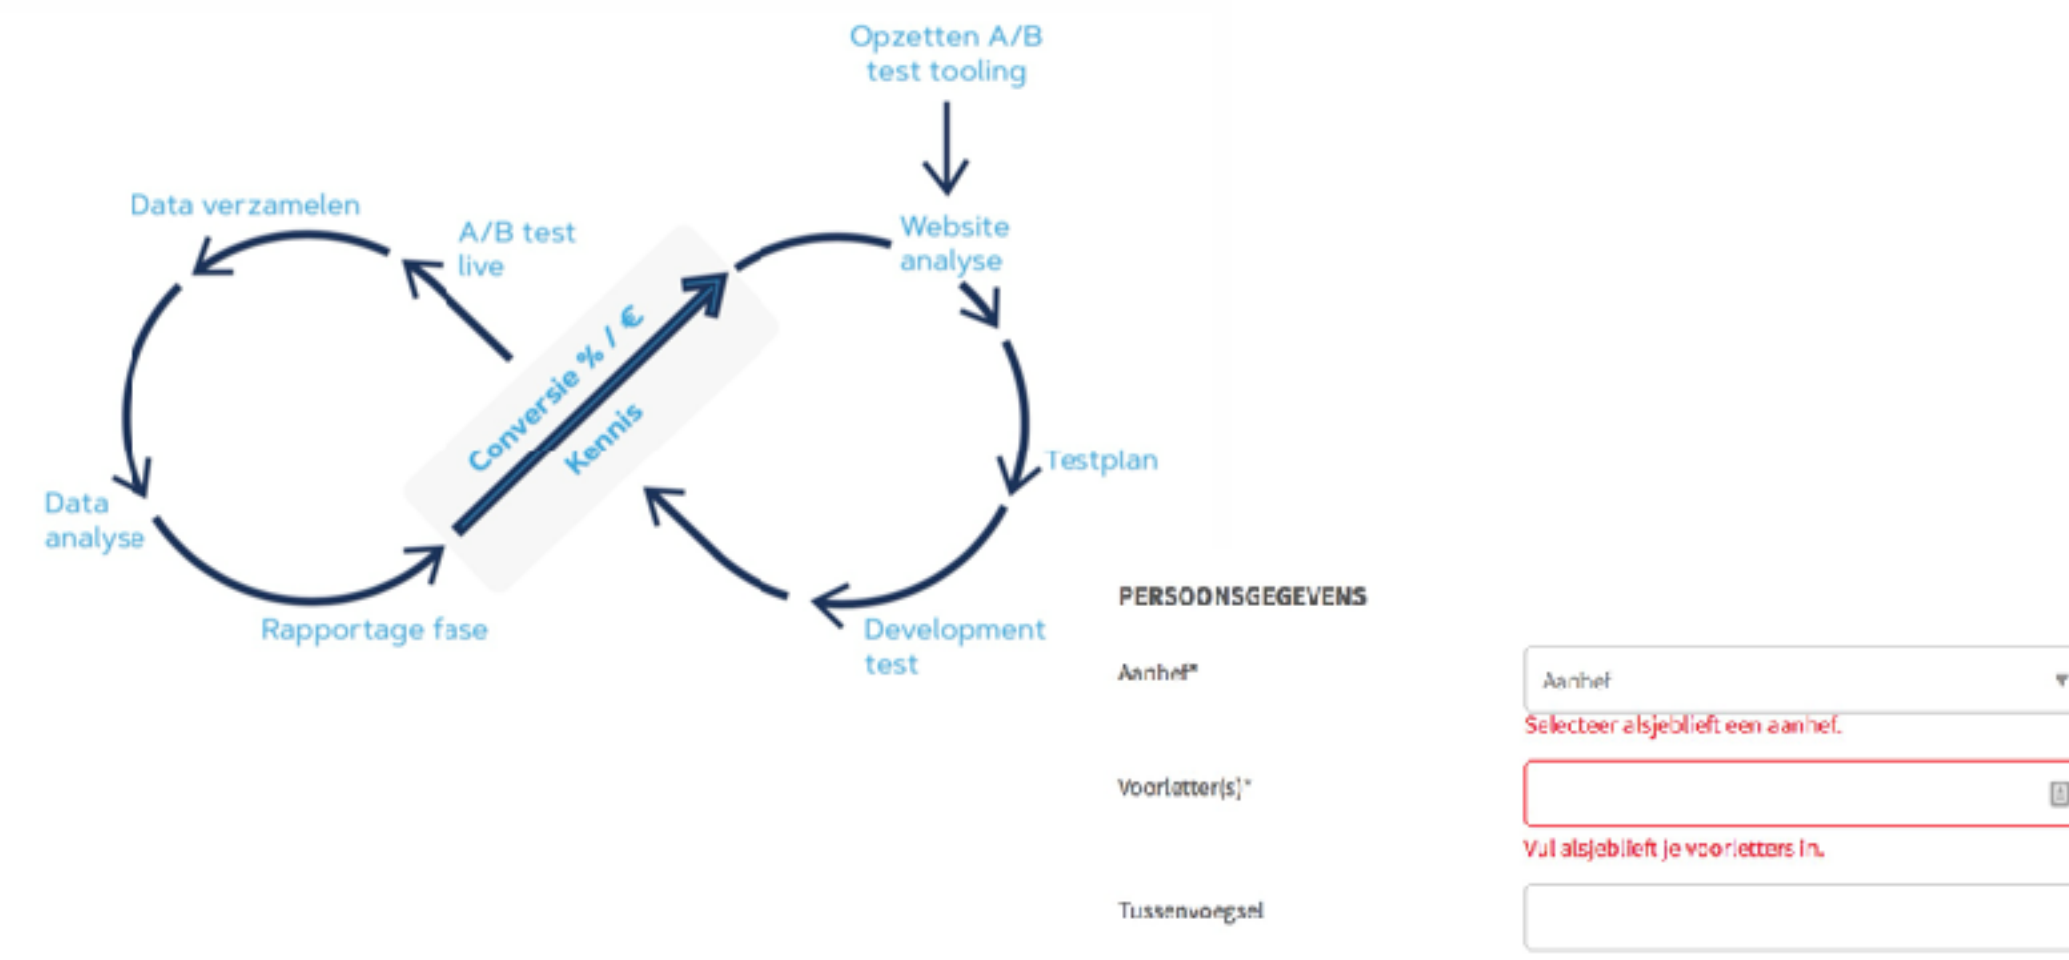 Opzetten A/B
test tooling
Data verzamelen
A/B test
live
Website
analyse
Conversie % / €
Kennis
Testplan
Data
analyse
Rapportage fase
Development
test
PERSOONSGEGEVENS
Aanhef*
Aanhef
Selecteer alsjeblieft een aanhef.
Voorletter(s)*
Vul alsjeblieft je voorletters in.
Tussenvoegsel